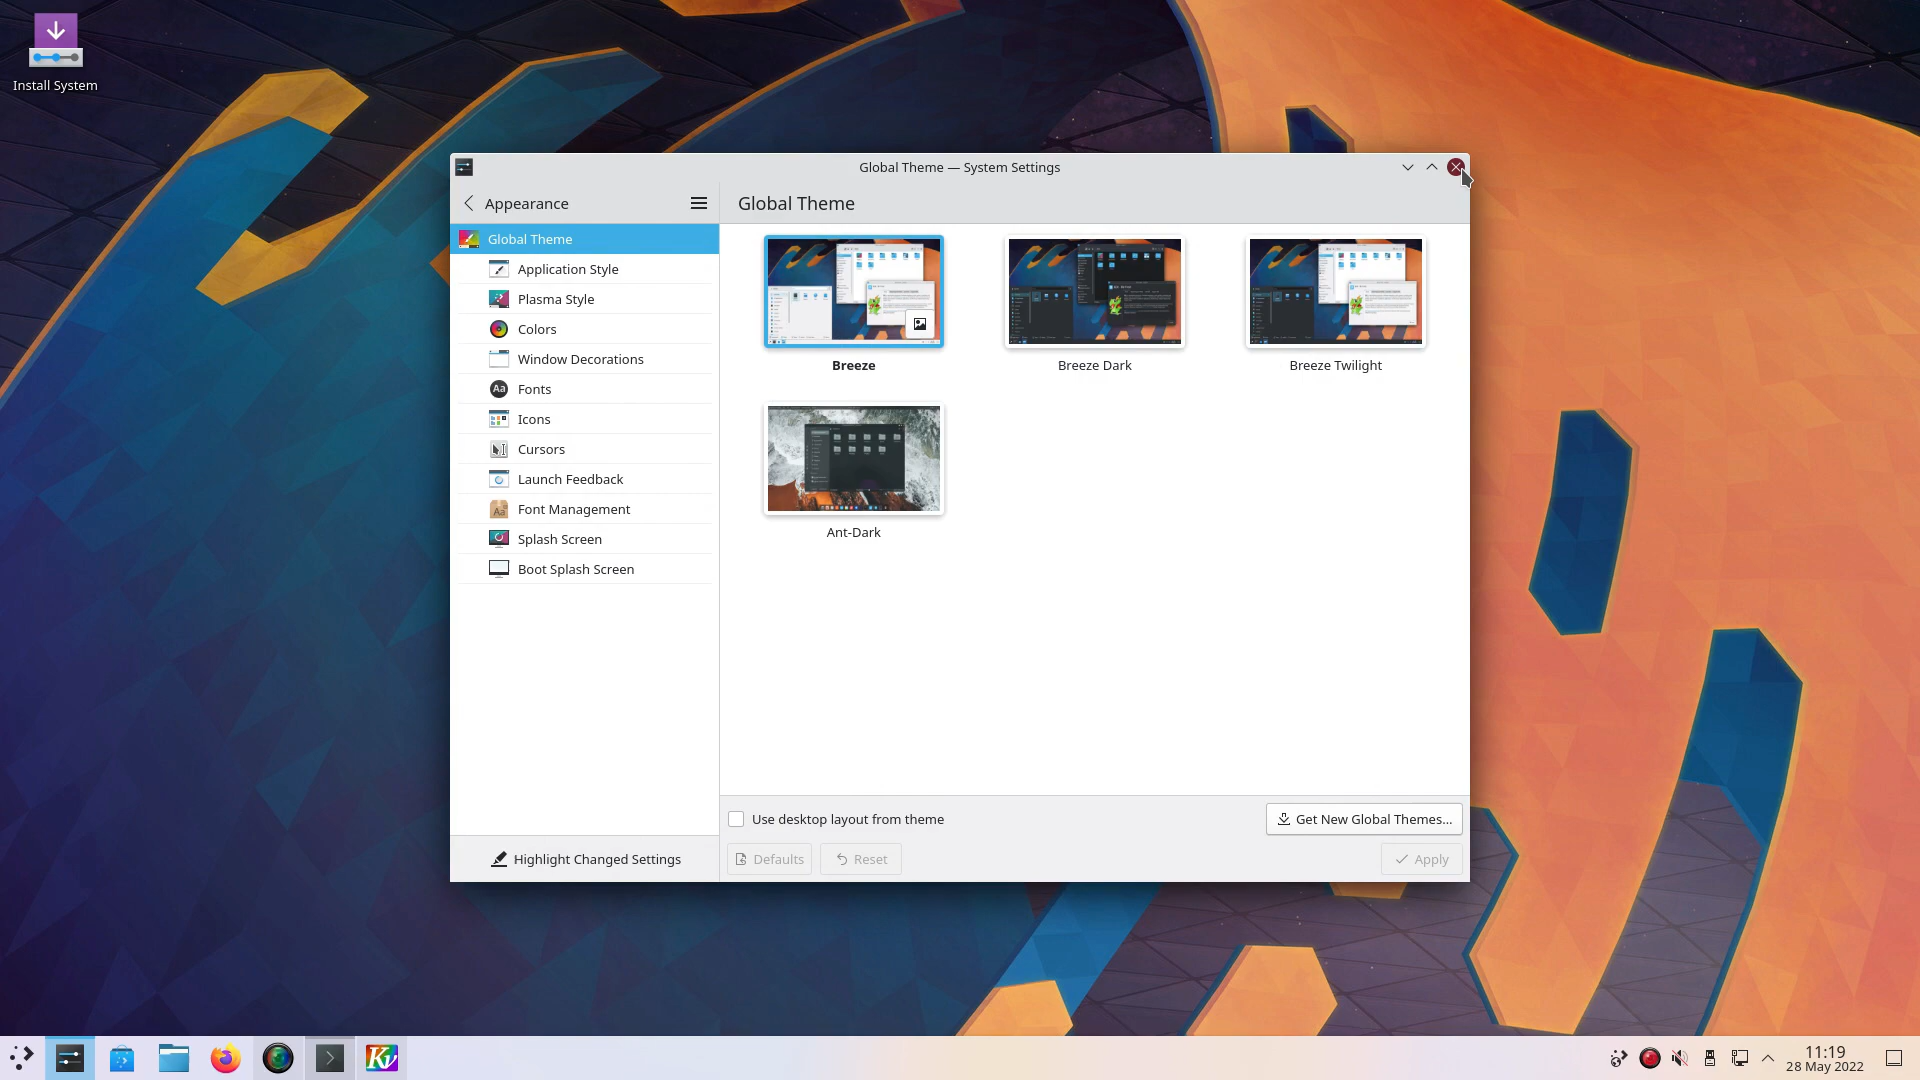 Install System
Global Theme — System Settings
Appearance
Global Theme
Global Theme
Application Style
Plasma Style
Colors
Window Decorations
Fonts
Icons
Cursors
Launch Feedback
Font Management
Splash Screen
Boot Splash Screen
Highlight Changed Settings
Breeze
Breeze Dark
Breeze Twilight
Ant-Dark
Use desktop layout from theme
Get New Global Themes...
Defaults
Reset
Apply
11:19
28 May 2022